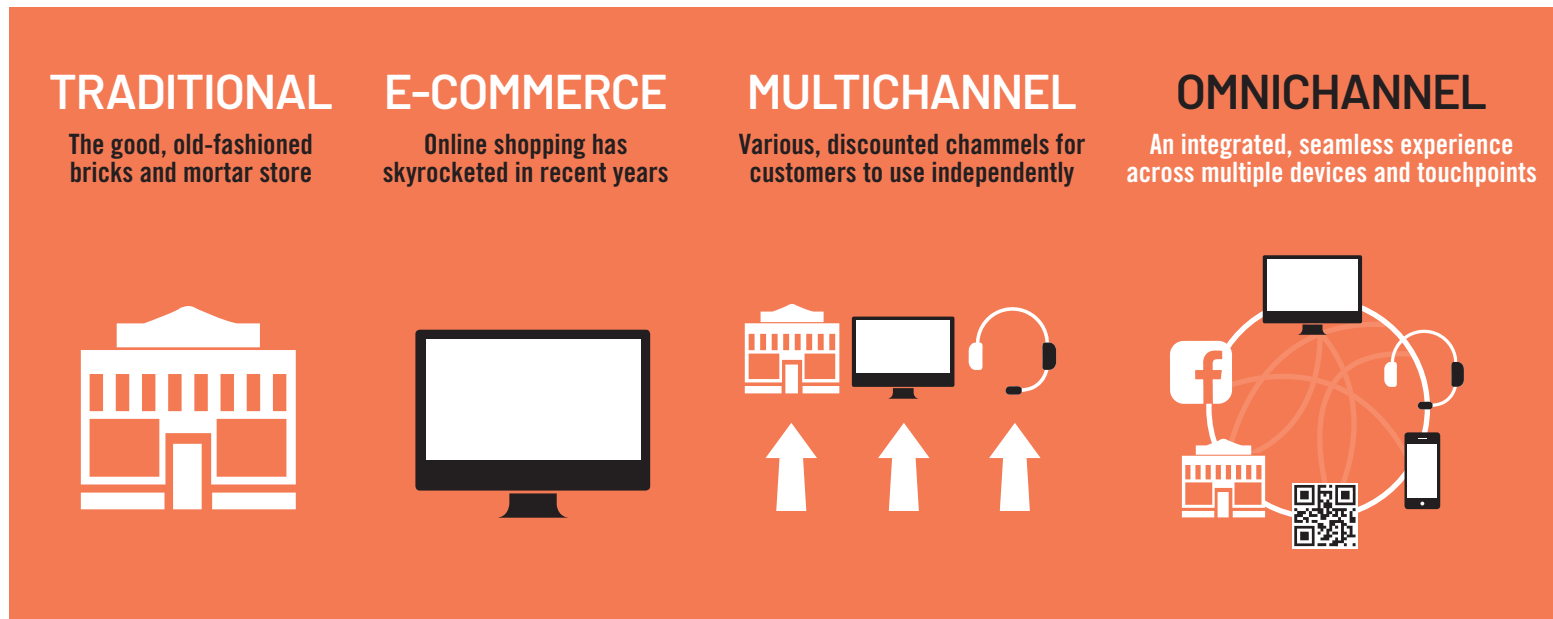 TRADITIONAL
The good, old-fashioned
bricks and mortar store
E-COMMERCE
Online shopping has
skyrocketed in recent years
MULTICHANNEL
Various, discounted chammels for
customers to use independently
OMNICHANNEL
An integrated, seamless experience
across multiple devices and touchpoints